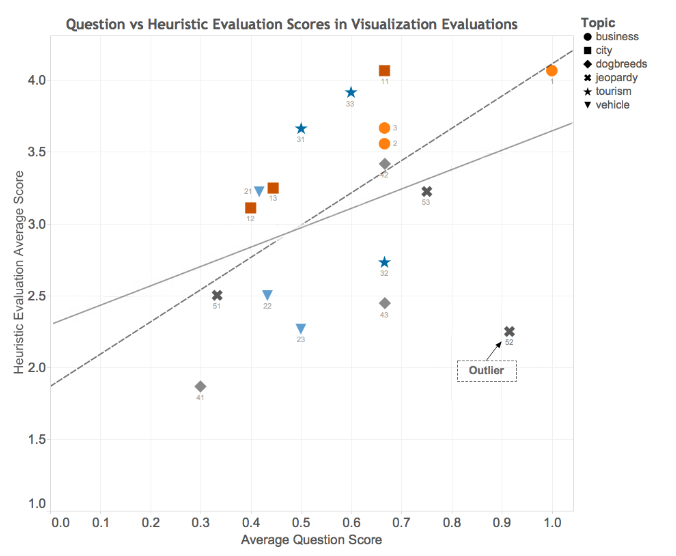 Question vs Heuristic Evaluation Scores in Visualization Evaluations
Topic
business
city
dogbreeds
jeopardy
tourism
vehicle
Heuristic Evaluation Average Score
4.0
3.5
3.0
2.5
2.0
1.5
1.0
11
1
33
3
31
2
42
21
13
53
12
32
51
22
43
23
52
Outlier
41
0.0 0.1 0.2 0.3 0.4 0.5 0.6 0.7 0.8 0.9 1.0
Average Question Score